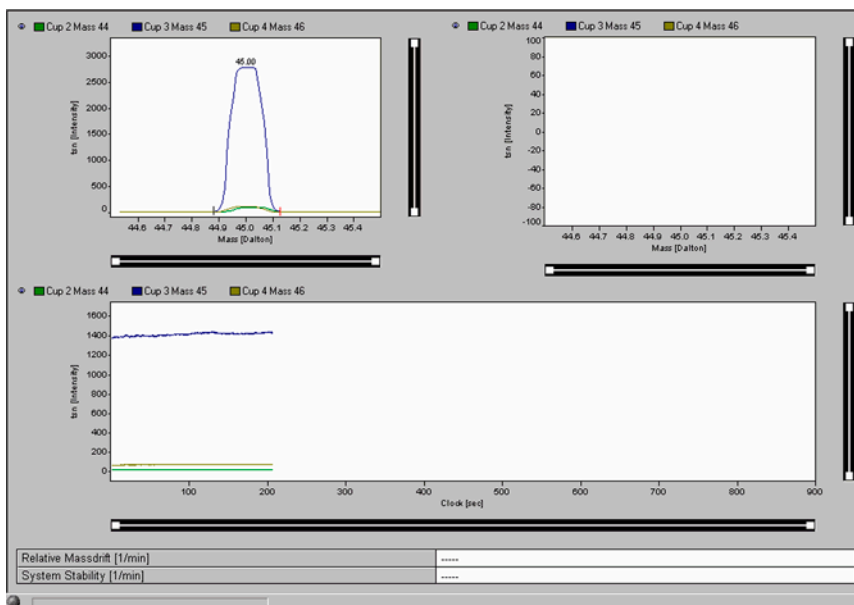 Cup 2 Mass 44 Cup 3 Mass 45 Cup 4 Mass 46
3000
2500
2000
1500
1000
500
0
tsn [Intensity]
45.00
44.6 44.7 44.8 44.9 45.0 45.1 45.2 45.3 45.4
Mass [Dalton]
Cup 2 Mass 44 Cup 3 Mass 45 Cup 4 Mass 46
100
80
60
40
20
0
-20
-40
-60
-80
-100
tsn [Intensity]
44.6 44.7 44.8 44.9 45.0 45.1 45.2 45.3 45.4
Mass [Dalton]
Cup 2 Mass 44 Cup 3 Mass 45 Cup 4 Mass 46
1600
1400
1200
1000
800
600
400
200
0
tsn [Intensity]
100 200 300 400 500 600 700 800 900
Clock [sec]
Relative Massdrift [1/min] -----
System Stability [1/min] -----